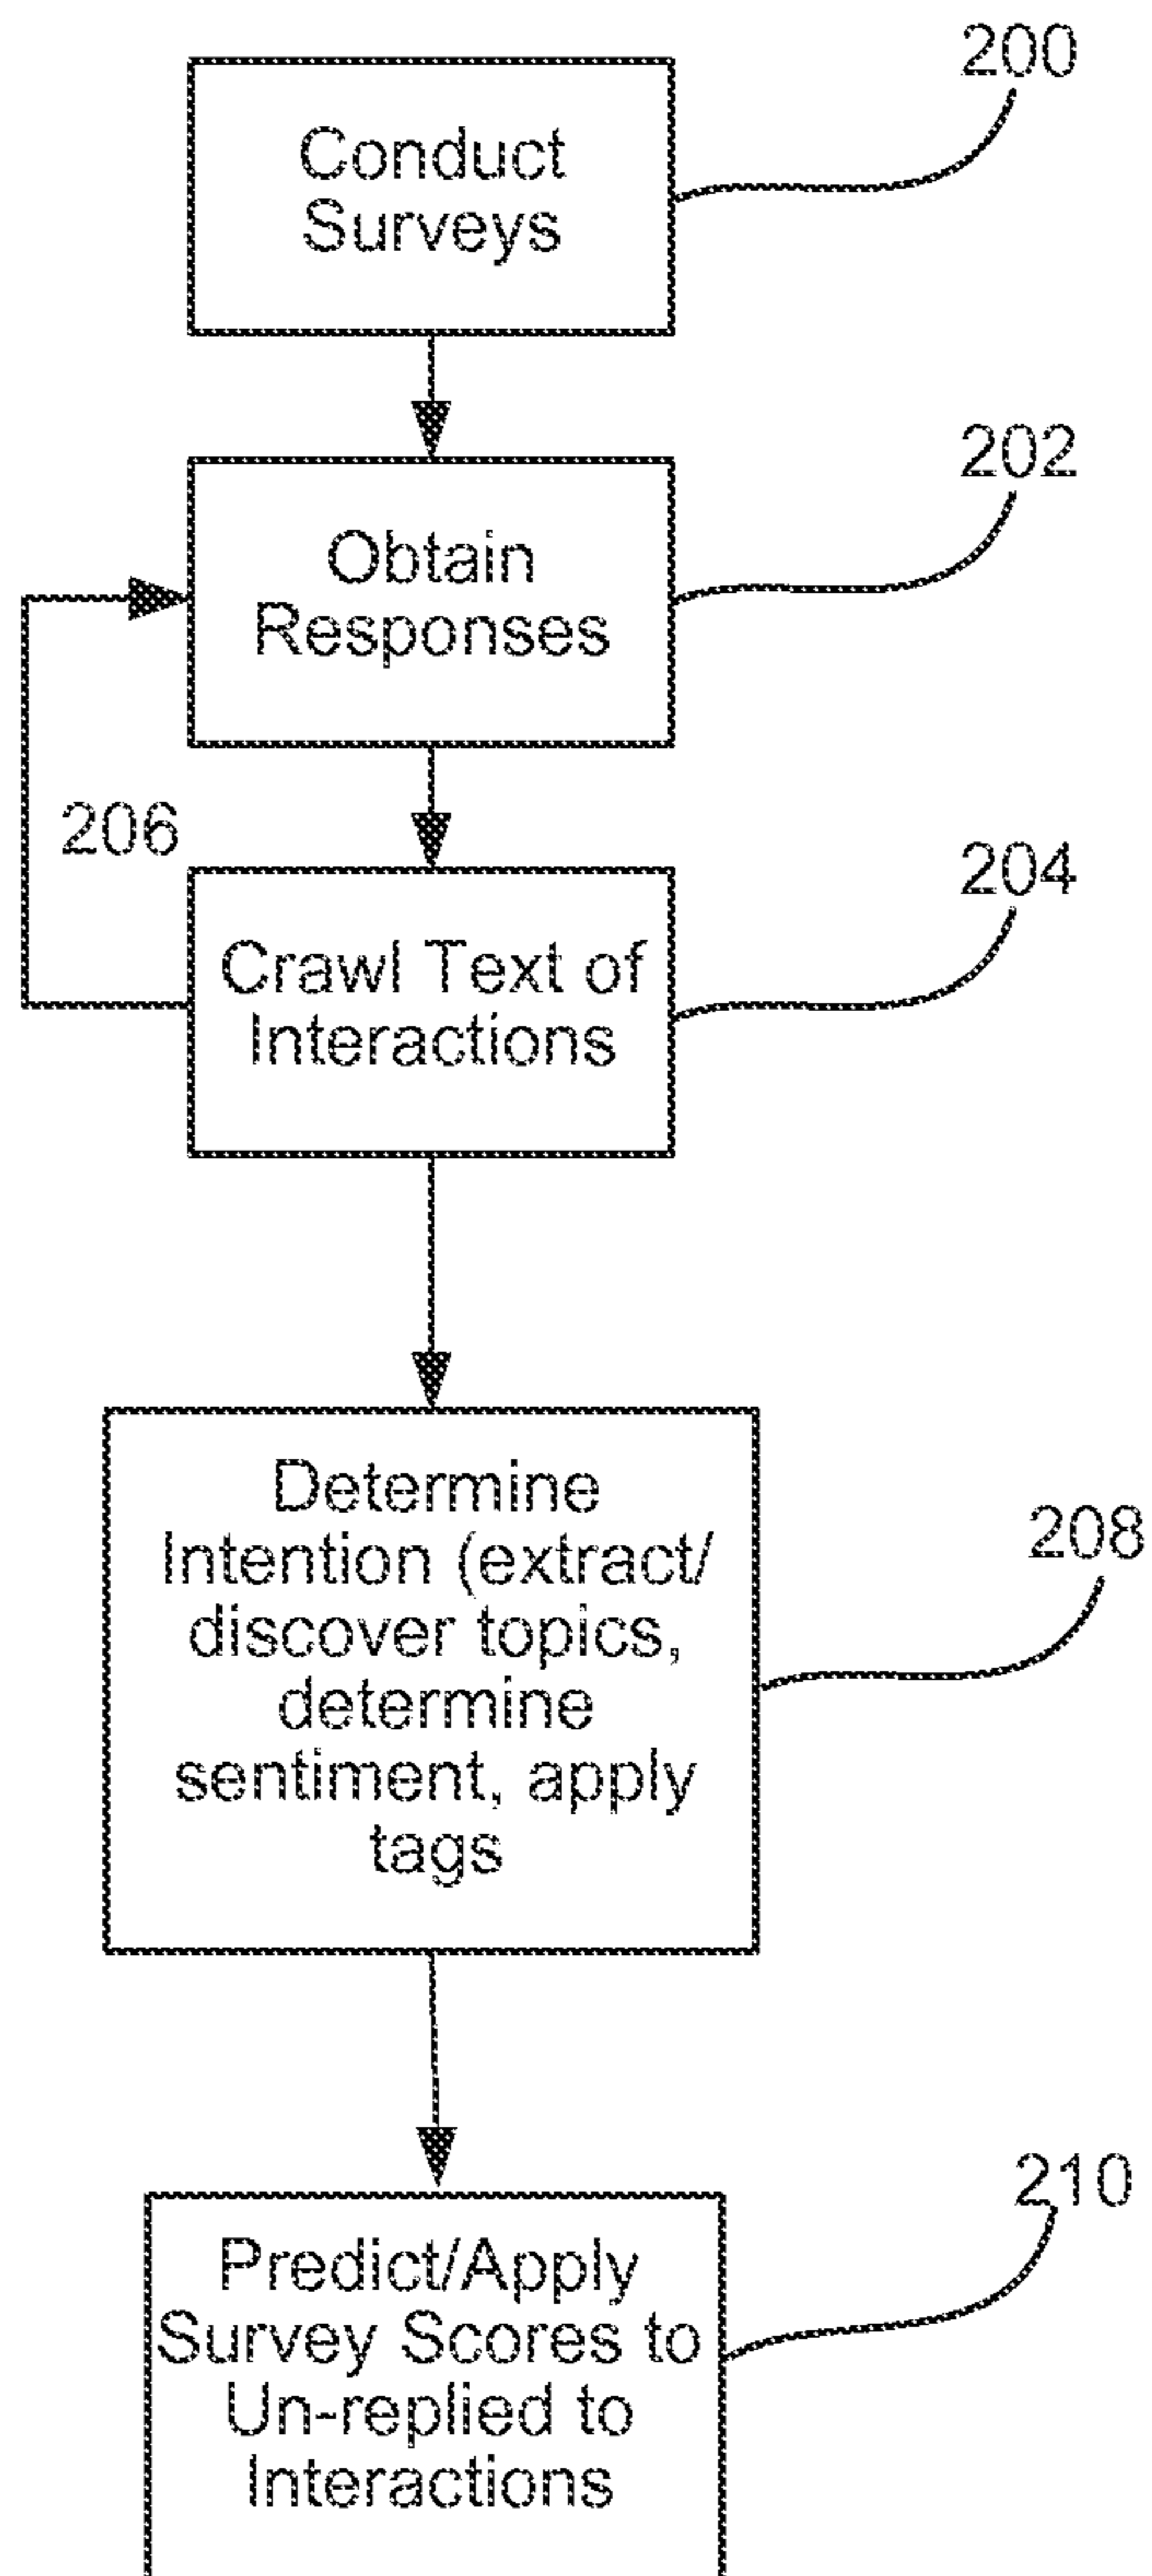 200
Conduct
Surveys
202
Obtain
Responses
206
204
Crawl Text of
Interactions
Determine
Intention (extract/
discover topics,
determine
sentiment, apply
tags
208
210
Predict/Apply
Survey Scores to
Un-replied to
Interactions